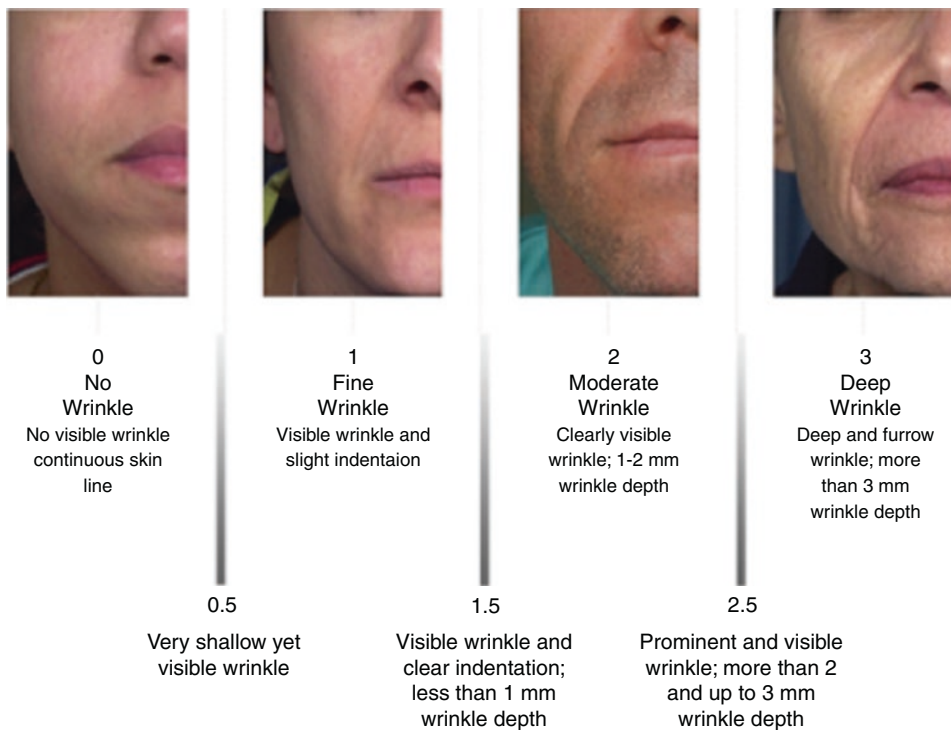 0
No
Wrinkle
No visible wrinkle
continuous skin
line
1
Fine
Wrinkle
Visible wrinkle and
slight indentaion
2
Moderate
Wrinkle
Clearly visible
wrinkle; 1-2 mm
wrinkle depth
3
Deep
Wrinkle
Deep and furrow
wrinkle; more
than 3 mm
wrinkle depth
0.5
Very shallow yet
visible wrinkle
1.5
Visible wrinkle and
clear indentation;
less than 1 mm
wrinkle depth
2.5
Prominent and visible
wrinkle; more than 2
and up to 3 mm
wrinkle depth